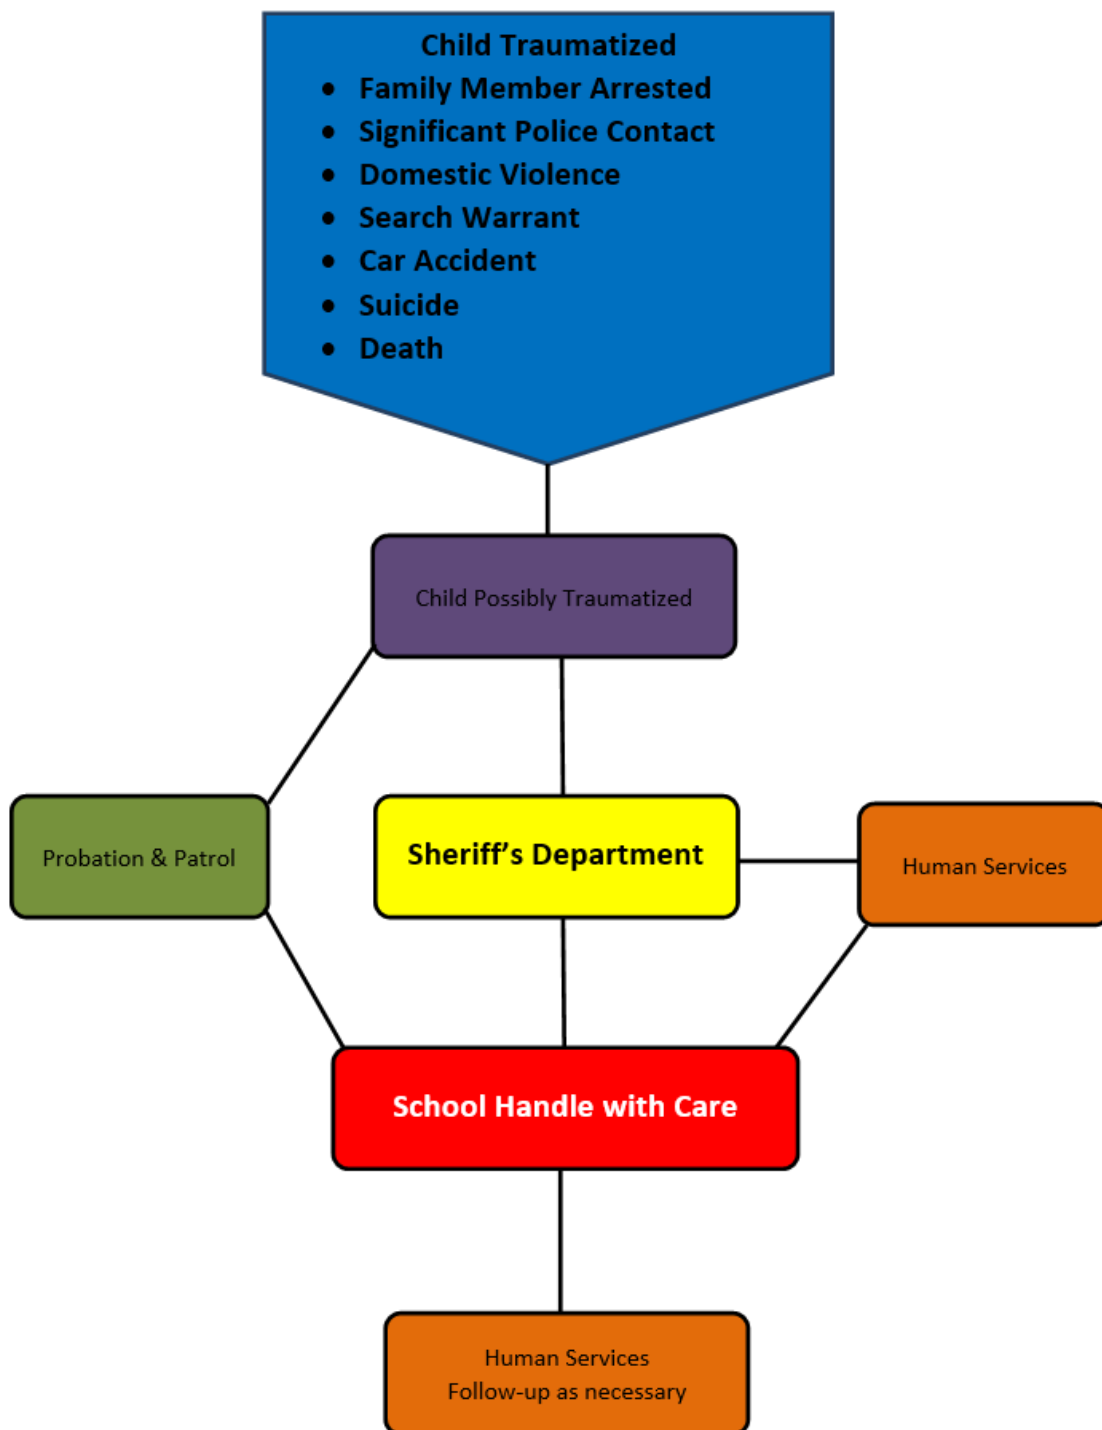 Child Traumatized
• Family Member Arrested
• Significant Police Contact
• Domestic Violence
• Search Warrant
• Car Accident
• Suicide
• Death
Child Possibly Traumatized
Probation & Patrol
Sheriff’s Department
Human Services
School Handle with Care
Human Services
Follow-up as necessary